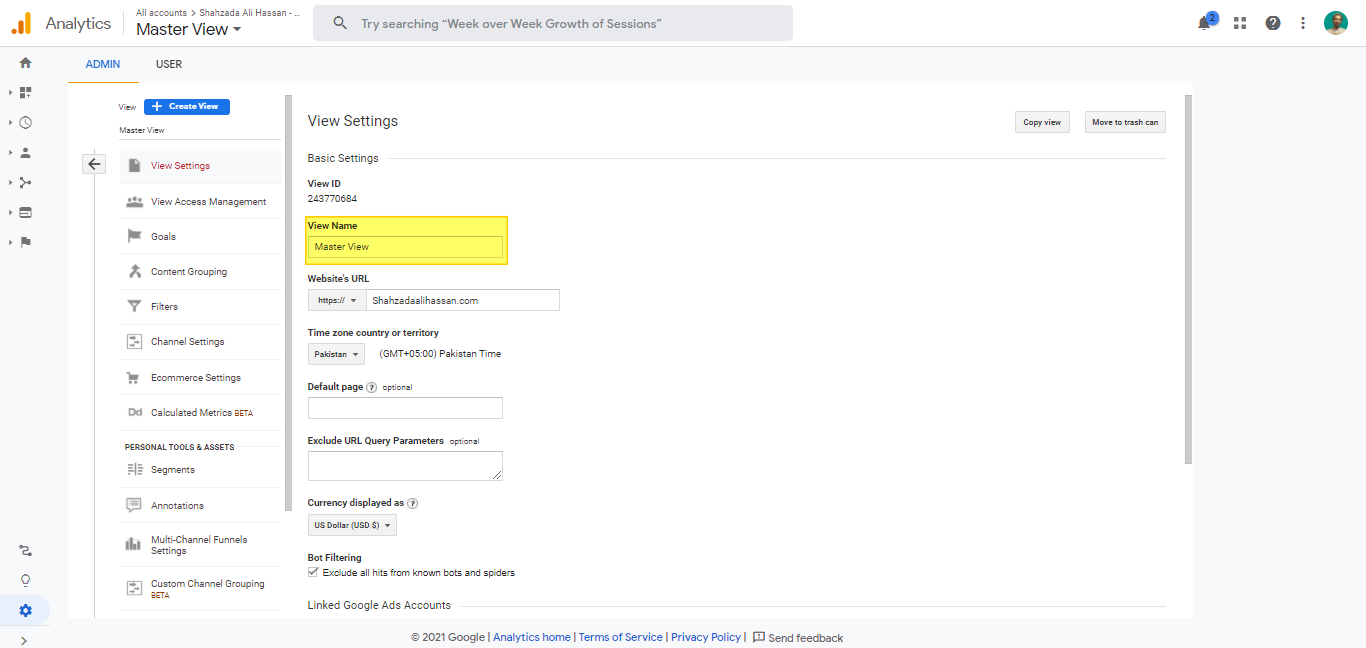 Analytics
All accounts > Shahzada Ali Hassan - ...
Master View
Try searching “Week over Week Growth of Sessions”
2
ADMIN
USER
View
Create View
Master View
View Settings
View Access Management
Goals
Content Grouping
Filters
Channel Settings
Ecommerce Settings
Dd Calculated Metrics BETA
PERSONAL TOOLS & ASSETS
Segments
Annotations
Multi-Channel Funnels
Settings
Custom Channel Grouping
BETA
View Settings
Copy view
Move to trash can
Basic Settings
View ID
243770684
View Name
Master View
Website's URL
https://
Shahzadaalihassan.com
Time zone country or territory
Pakistan
(GMT+05:00) Pakistan Time
Default page ? optional
Exclude URL Query Parameters optional
Currency displayed as ?
US Dollar (USD $)
Bot Filtering
Exclude all hits from known bots and spiders
Linked Google Ads Accounts
© 2021 Google | Analytics home | Terms of Service | Privacy Policy | Send feedback